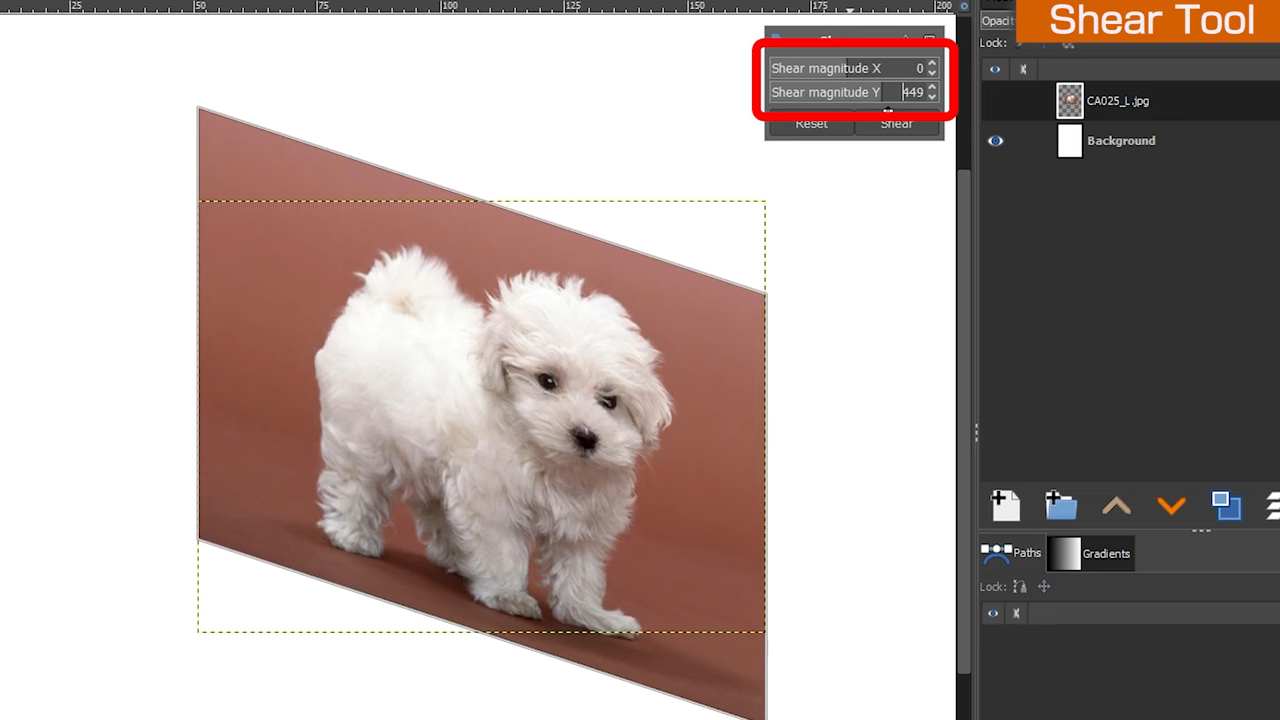 25
50
75
100
125
150
175
200
Shear Tool
Lock:
Shear magnitude X 0
Shear magnitude Y 449
Reset
Shear
CA025_L.jpg
Background
Paths
Gradients
Lock: